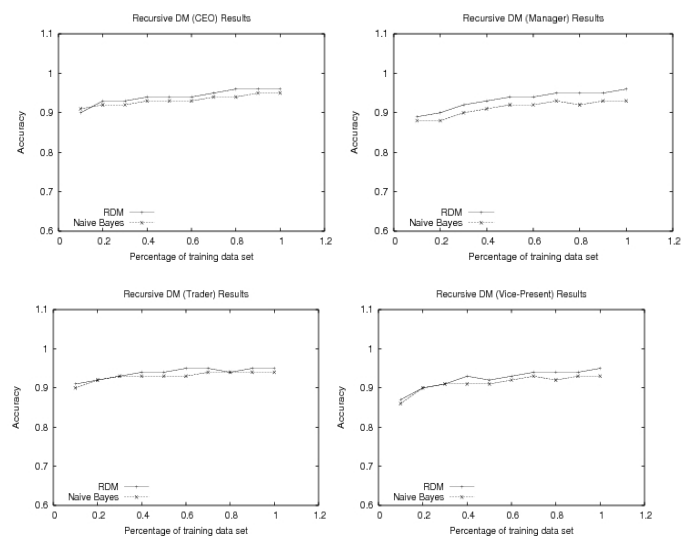 Recursive DM (CEO) Results
1.1
1
0.9
0.8
0.7
0.6
Accuracy
RDM
Naive Bayes
0 0.2 0.4 0.6 0.8 1 1.2
Percentage of training data set
Recursive DM (Manager) Results
1.1
1
0.9
0.8
0.7
0.6
Accuracy
RDM
Naive Bayes
0 0.2 0.4 0.6 0.8 1 1.2
Percentage of training data set
Recursive DM (Trader) Results
1.1
1
0.9
0.8
0.7
0.6
Accuracy
RDM
Naive Bayes
0 0.2 0.4 0.6 0.8 1 1.2
Percentage of training data set
Recursive DM (Vice-Present) Results
1.1
1
0.9
0.8
0.7
0.6
Accuracy
RDM
Naive Bayes
0 0.2 0.4 0.6 0.8 1 1.2
Percentage of training data set